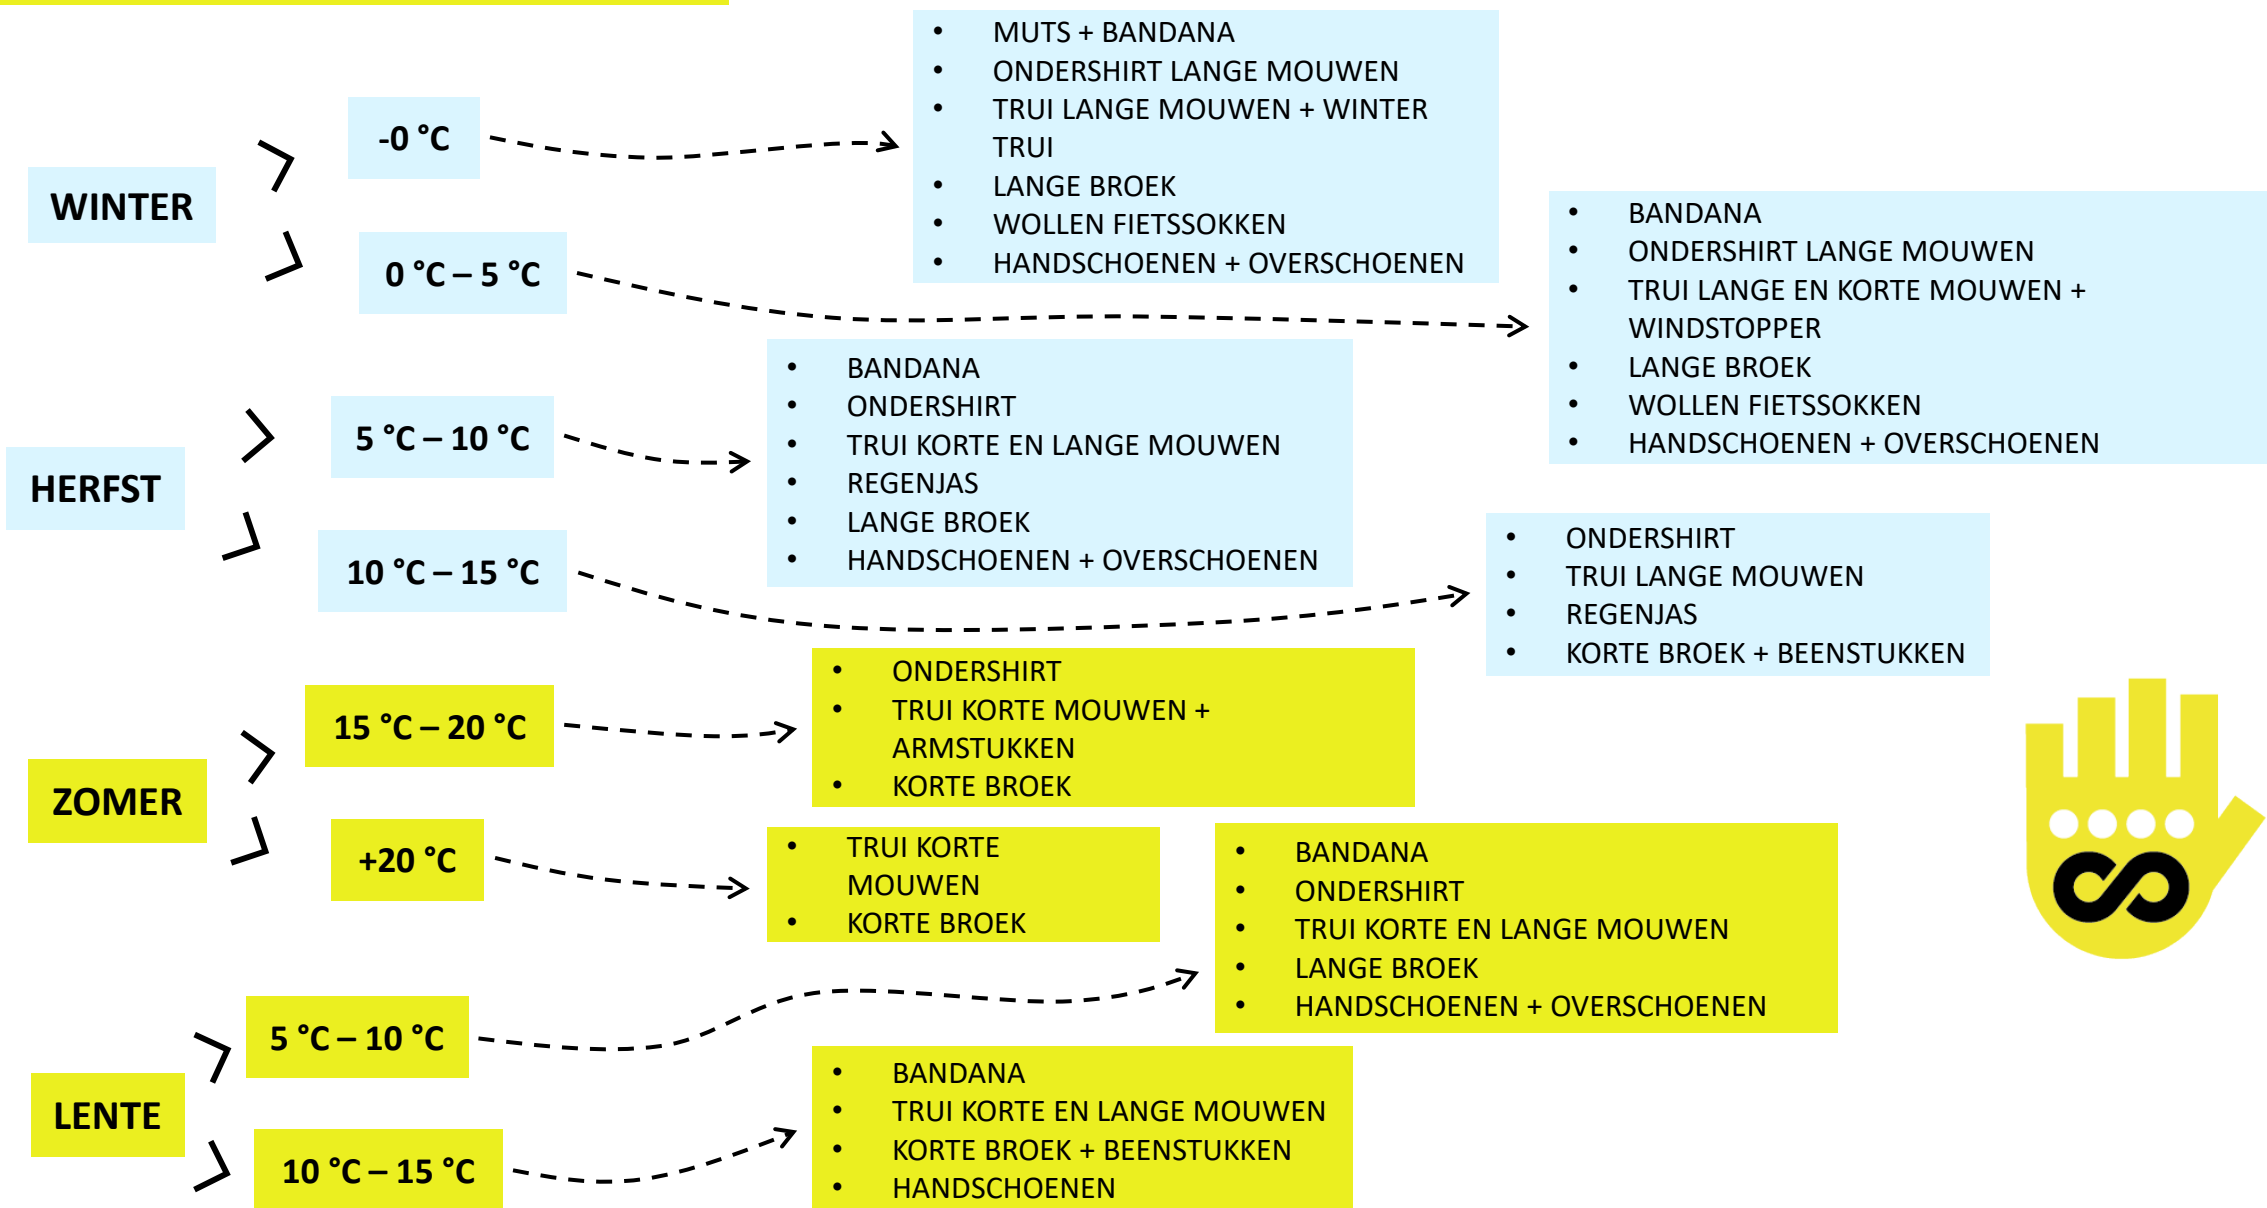 WINTER
-0 °C
• MUTS + BANDANA
• ONDERSHIRT LANGE MOUWEN
• TRUI LANGE MOUWEN + WINTER
TRUI
• LANGE BROEK
• WOLLEN FIETSSOKKEN
• HANDSCHOENEN + OVERSCHOENEN
0 °C – 5 °C
• BANDANA
• ONDERSHIRT LANGE MOUWEN
• TRUI LANGE EN KORTE MOUWEN +
WINDSTOPPER
• LANGE BROEK
• WOLLEN FIETSSOKKEN
• HANDSCHOENEN + OVERSCHOENEN
HERFST
5 °C – 10 °C
• BANDANA
• ONDERSHIRT
• TRUI KORTE EN LANGE MOUWEN
• REGENJAS
• LANGE BROEK
• HANDSCHOENEN + OVERSCHOENEN
10 °C – 15 °C
• ONDERSHIRT
• TRUI LANGE MOUWEN
• REGENJAS
• KORTE BROEK + BEENSTUKKEN
ZOMER
15 °C – 20 °C
• ONDERSHIRT
• TRUI KORTE MOUWEN +
ARMSTUKKEN
• KORTE BROEK
+20 °C
• TRUI KORTE
MOUWEN
• KORTE BROEK
LENTE
5 °C – 10 °C
• BANDANA
• ONDERSHIRT
• TRUI KORTE EN LANGE MOUWEN
• LANGE BROEK
• HANDSCHOENEN + OVERSCHOENEN
10 °C – 15 °C
• BANDANA
• TRUI KORTE EN LANGE MOUWEN
• KORTE BROEK + BEENSTUKKEN
• HANDSCHOENEN